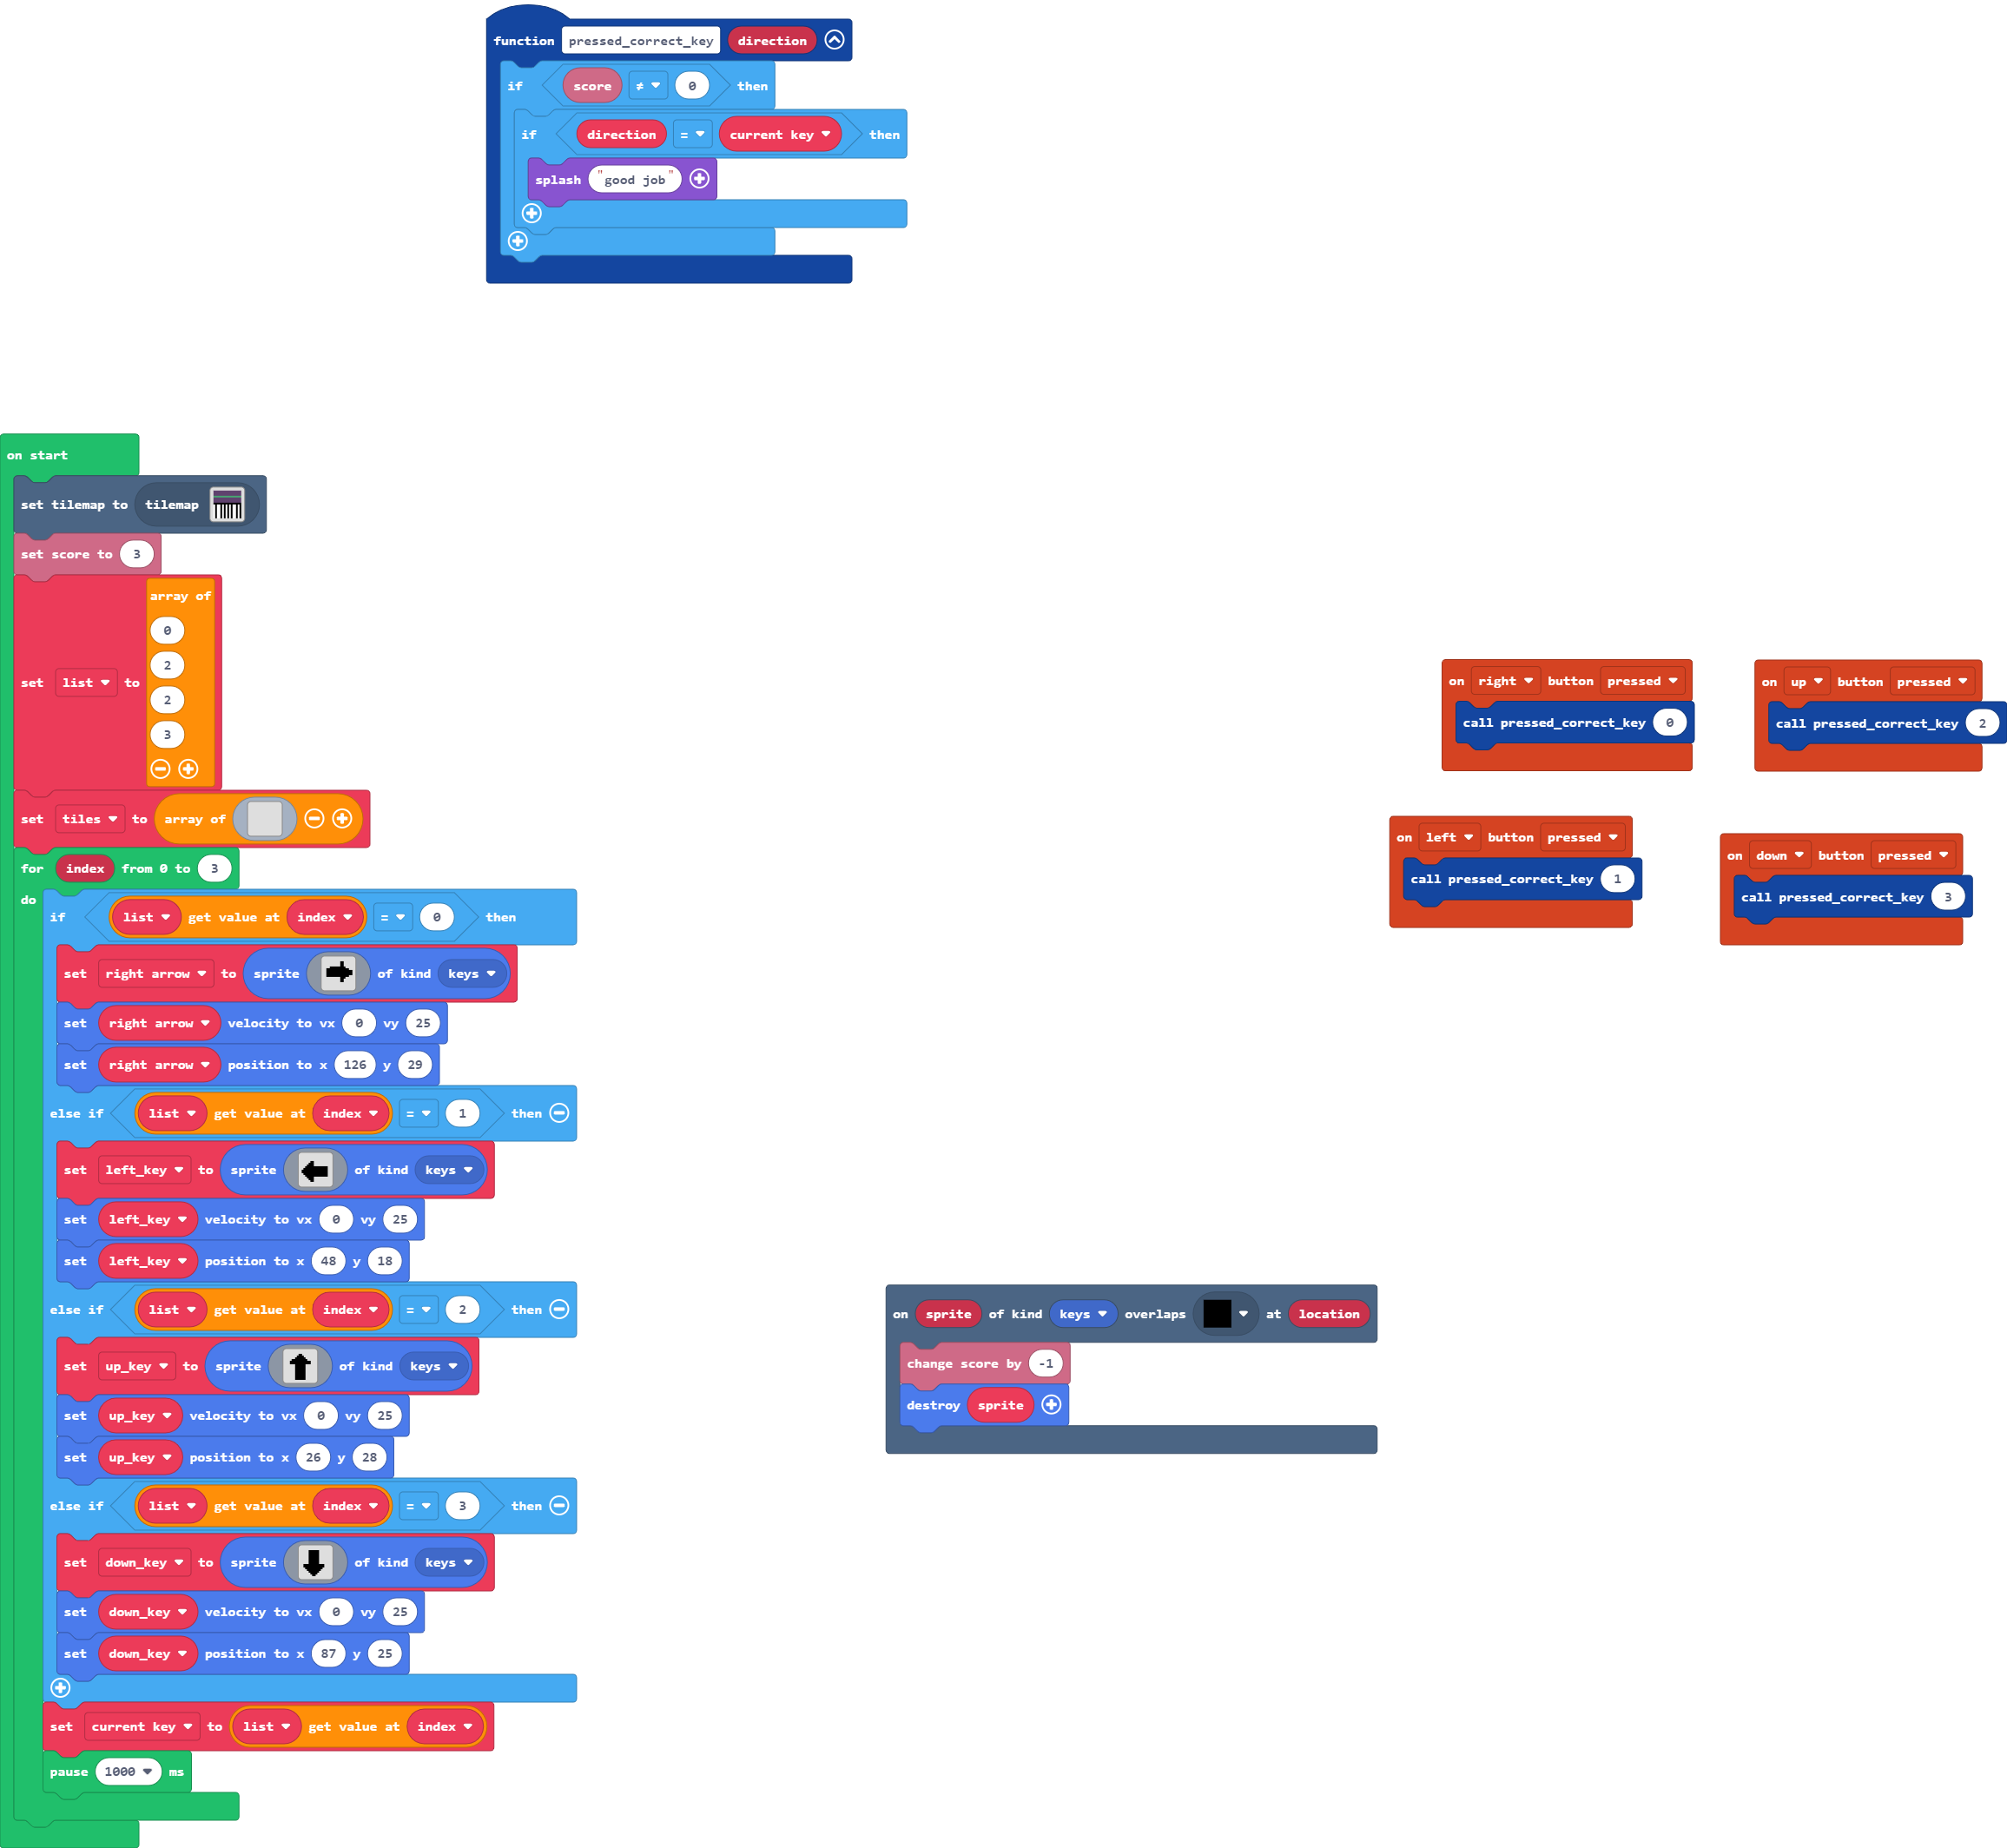 function pressed_correct_key direction
if score ≠ 0 then
if direction = current key then
splash "good job"
on start
set tilemap to tilemap
set score to 3
set list to array of
0
2
2
3
set tiles to array of
for index from 0 to 3
do
if list get value at index = 0 then
set right arrow to sprite of kind keys
set right arrow velocity to vx 0 vy 25
set right arrow position to x 126 y 29
else if list get value at index = 1 then
set left_key to sprite of kind keys
set left_key velocity to vx 0 vy 25
set left_key position to x 48 y 18
else if list get value at index = 2 then
set up_key to sprite of kind keys
set up_key velocity to vx 0 vy 25
set up_key position to x 26 y 28
else if list get value at index = 3 then
set down_key to sprite of kind keys
set down_key velocity to vx 0 vy 25
set down_key position to x 87 y 25
set current key to list get value at index
pause 1000 ms
on right button pressed
call pressed_correct_key 0
on up button pressed
call pressed_correct_key 2
on left button pressed
call pressed_correct_key 1
on down button pressed
call pressed_correct_key 3
on sprite of kind keys overlaps at location
change score by -1
destroy sprite